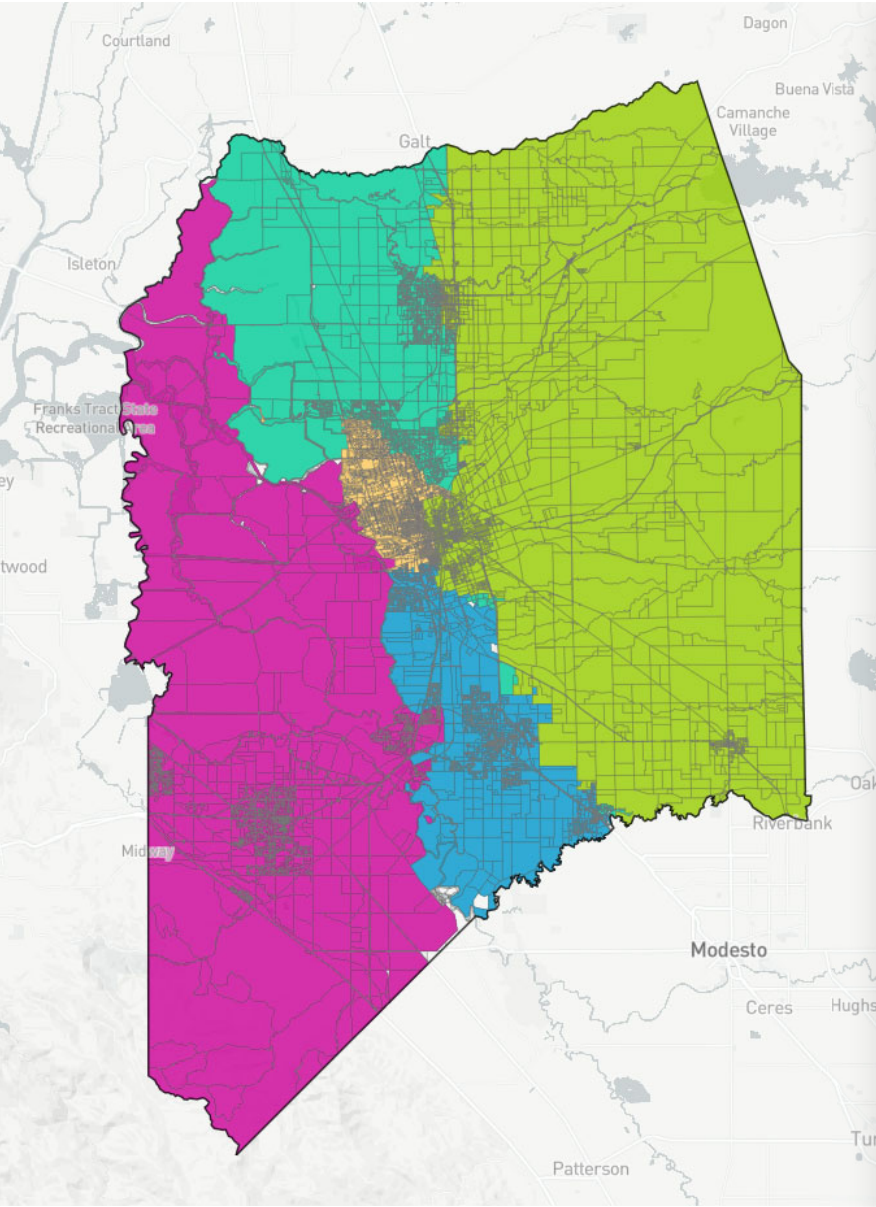 Dagon
Courtland
Buena Vista
Camanche
Village
Galt
Isleton
Franks Tract State
Recreational Area
ey
twood
Oak
Riverbank
Midway
Modesto
Ceres
Hughs
Tur
Patterson